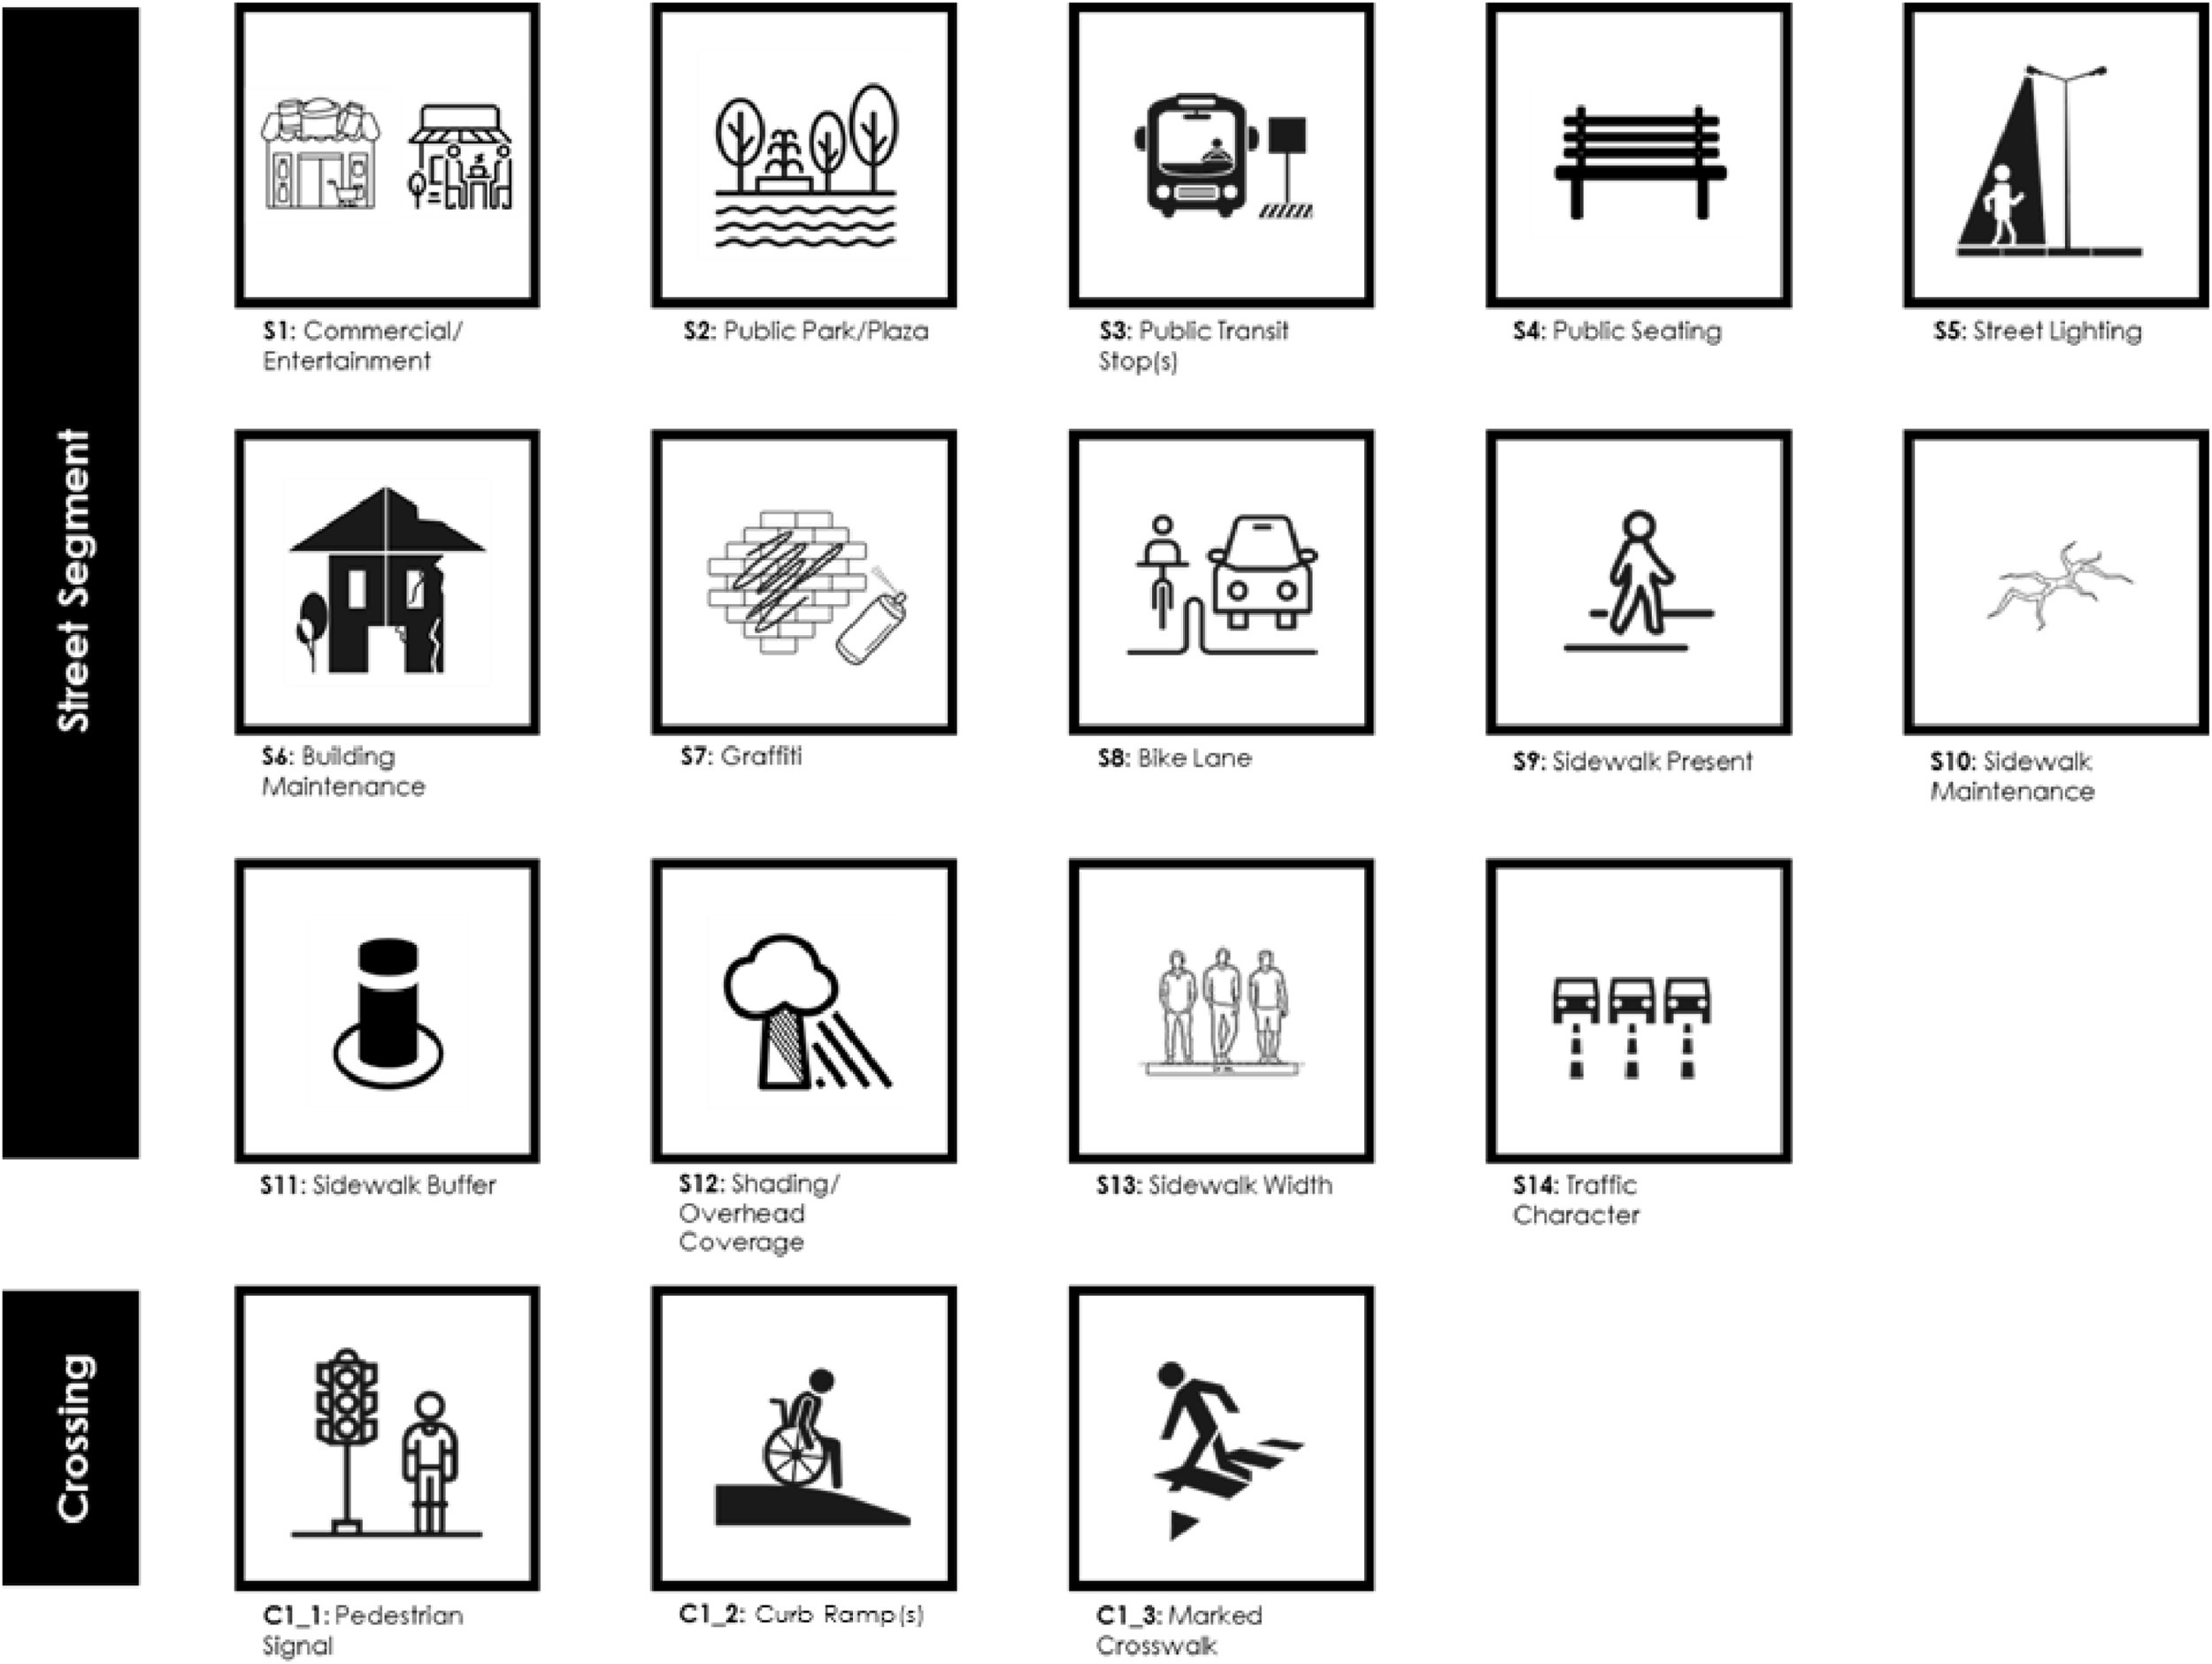 Street Segment
S1: Commercial/
Entertainment
S2: Public Park/Plaza
S3: Public Transit
Stop(s)
S4: Public Seating
S5: Street Lighting
S6: Building
Maintenance
S7: Graffiti
S8: Bike Lane
S9: Sidewalk Present
S10: Sidewalk
Maintenance
S11: Sidewalk Buffer
S12: Shading/
Overhead
Coverage
S13: Sidewalk Width
S14: Traffic
Character
Crossing
C1_1: Pedestrian
Signal
C1_2: Curb Ramp(s)
C1_3: Marked
Crosswalk